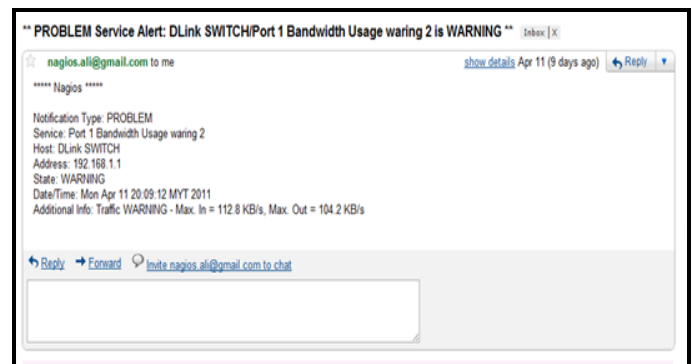 ** PROBLEM Service Alert: DLink SWITCH/Port 1 Bandwidth Usage waring 2 is WARNING ** Inbox | X
nagios.ali@gmail.com to me show details Apr 11 (9 days ago) Reply
***** Nagios *****
Notification Type: PROBLEM
Service: Port 1 Bandwidth Usage waring 2
Host: DLink SWITCH
Address: 192.168.1.1
State: WARNING
Date/Time: Mon Apr 11 20:09:12 MYT 2011
Additional Info: Traffic WARNING - Max. In = 112.8 KB/s, Max. Out = 104.2 KB/s
Reply Forward Invite nagios.ali@gmail.com to chat